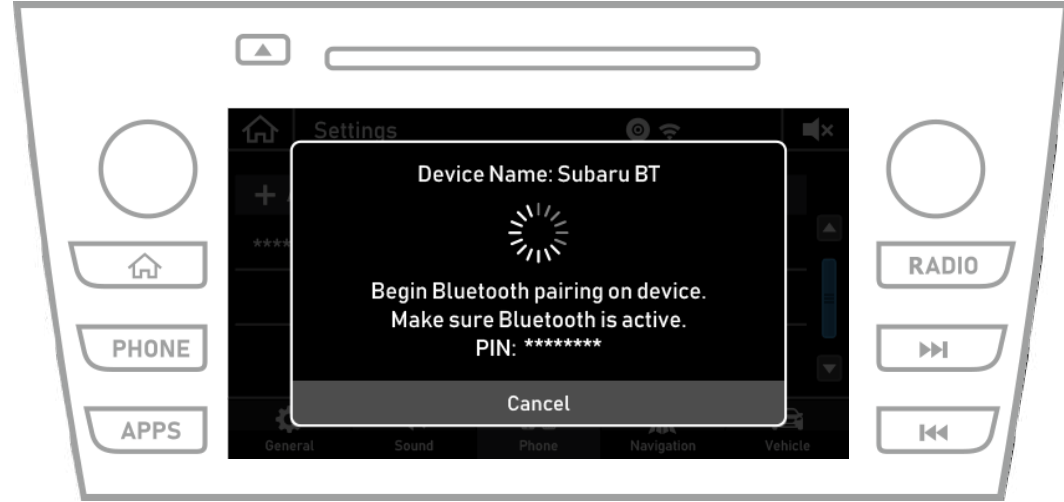 Settings
Device Name: Subaru BT
+ A
****
Begin Bluetooth pairing on device.
Make sure Bluetooth is active.
PIN: ********
Cancel
General Sound Phone Navigation Vehicle
RADIO
PHONE
APPS